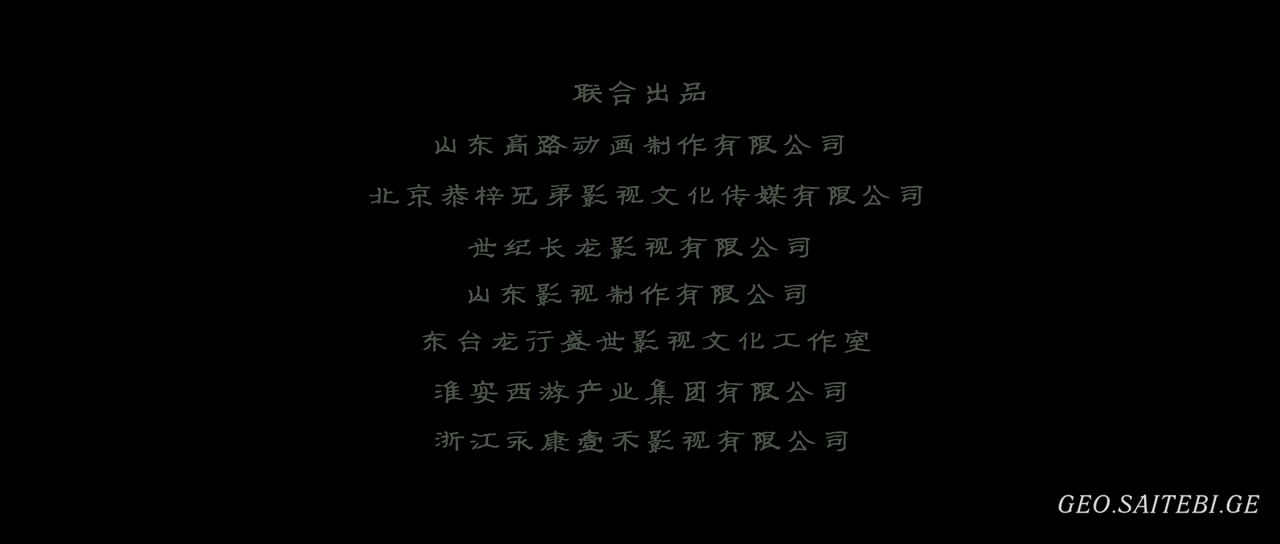 联合出品
山东高路动画制作有限公司
北京恭梓兄弟影视文化传媒有限公司
世纪长龙影视有限公司
山东影视制作有限公司
东台龙行盛世影视文化工作室
淮安西游产业集团有限公司
浙江永康壹禾影视有限公司
GEO.SAITEBI.GE